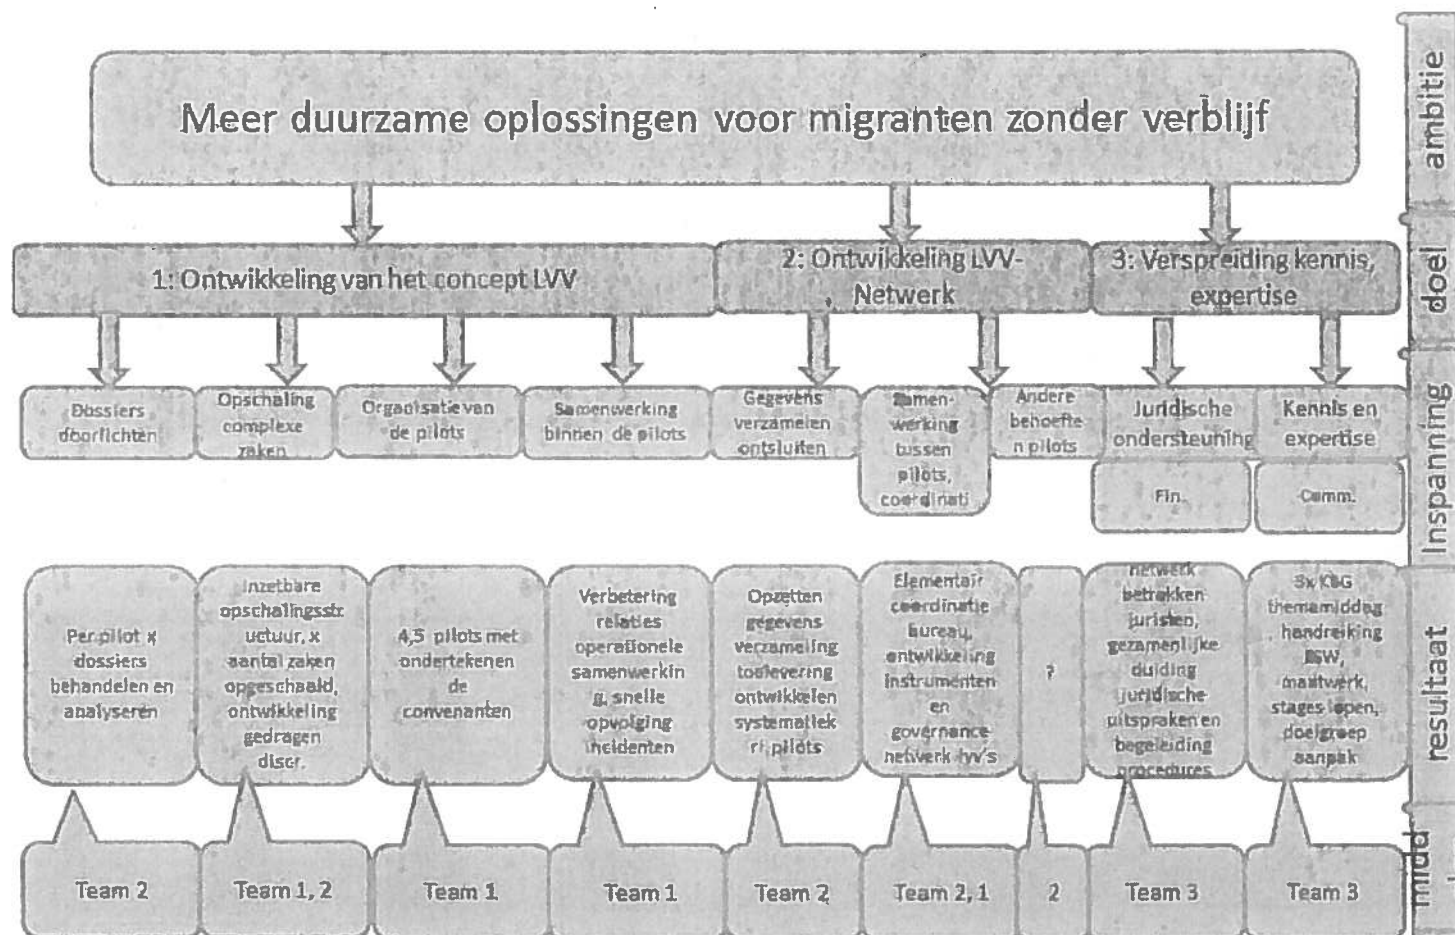 Meer duurzame oplossingen voor migranten zonder verblijf
ambitie
1: Ontwikkeling van het concept LVV
2: Ontwikkeling LVV-
Netwerk
3: Verspreiding kennis,
expertise
doel
Dossiers
doorlichten
Opschaling
complexe
zaken
Organisatie van
de pilots
Samenwerking
binnen de pilots
Gegevens
verzamelen
ontsluiten
Samen-
werking
tussen
pilots,
coordinati
Andere
behoefte
n pilots
Juridische
ondersteuning
Kennis en
expertise
Fin.
Comm.
Inspanning
Per pilot x
dossiers
behandelen en
analyseren
Inzetbare
opschalingsstr
uctuur, x
aantal zaken
opgeschaald,
ontwikkeling
gedragen
discr.
4,5 pilots met
ondertekenen
de
convenanten
Verbetering
relaties
operationele
samenwerkin
g, snelle
opvolging
incidenten
Opzetten
gegevens
verzameling
toelevering
ontwikkelen
systematiek
pilots
Elementair
coordinatie
bureau,
ontwikkeling
instrumenten
en
governance
netwerk lvv's
?
netwerk
betrokken
juristen,
gezamenlijke
duiding
juridische
uitspraken en
begeleiding
procedures
3x KBG
themamiddag
, handreiking
maatwerk,
stages lopen,
doelgroep
aanpak
resultaat
Team 2
Team 1, 2
Team 1
Team 1
Team 2
Team 2, 1
2
Team 3
Team 3
midd